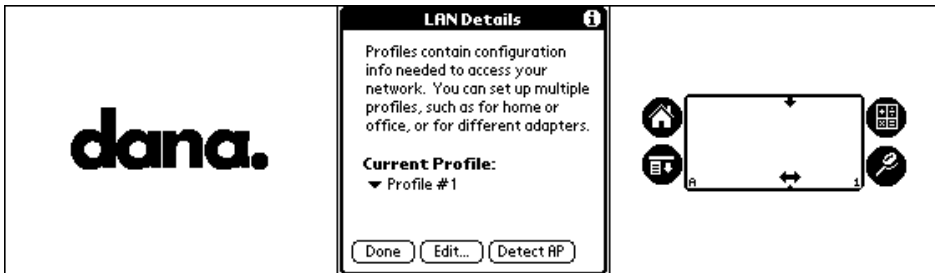 dana.
LAN Details
Profiles contain configuration
info needed to access your
network. You can set up multiple
profiles, such as for home or
office, or for different adapters.
Current Profile:
Profile #1
Done Edit... Detect AP
A 1